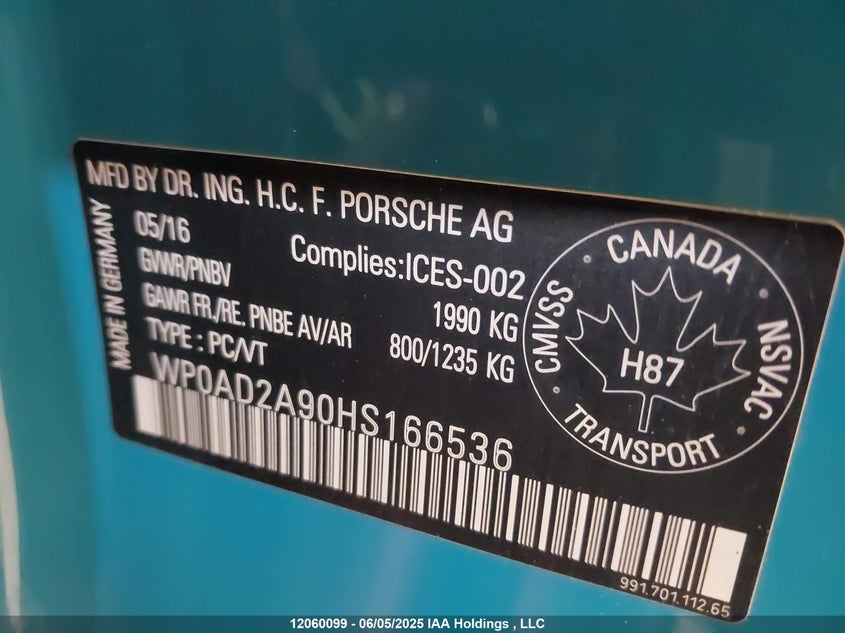 MFD BY DR. ING. H.C. F. PORSCHE AG
MADE IN GERMANY
05/16 Complies:ICES-002
GVWR/PNBV 1990 KG
GAWR FR./RE. PNBE AV/AR 800/1235 KG
TYPE : PC/VT
WP0AD2A90HS166536
CANADA
CMVSS
NSVAC
H87
TRANSPORT
991.701.112.65
12060099 - 06/05/2025 IAA Holdings , LLC